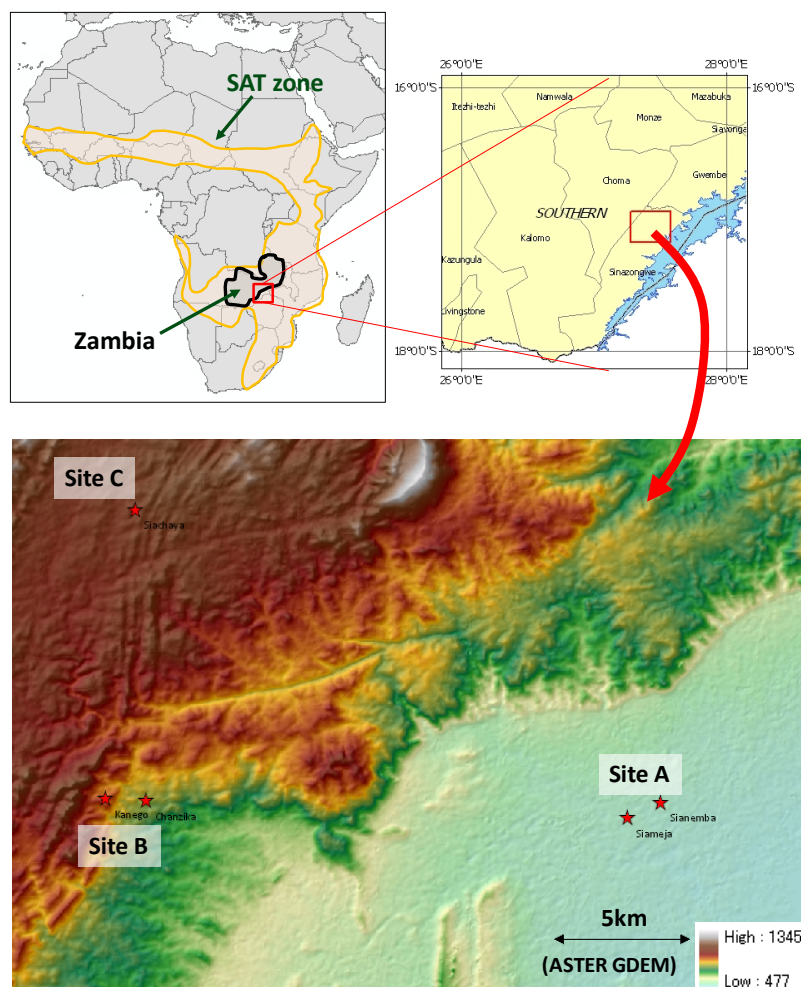 SAT zone
Zambia
26°0'0"E
28°0'0"E
16°0'0"S
16°0'0"S
Itezhi-tezhi
Namwala
Mazabuka
Monze
Siavonga
Choma
Gwembe
SOUTHERN
Kalomo
Kazungula
Sinazongwe
Livingstone
18°0'0"S
18°0'0"S
26°0'0"E
28°0'0"E
Site C
Siachaya
Site A
Sianemba
Siameja
Kanego
Chanzika
Site B
5km
(ASTER GDEM)
High : 1345
Low : 477